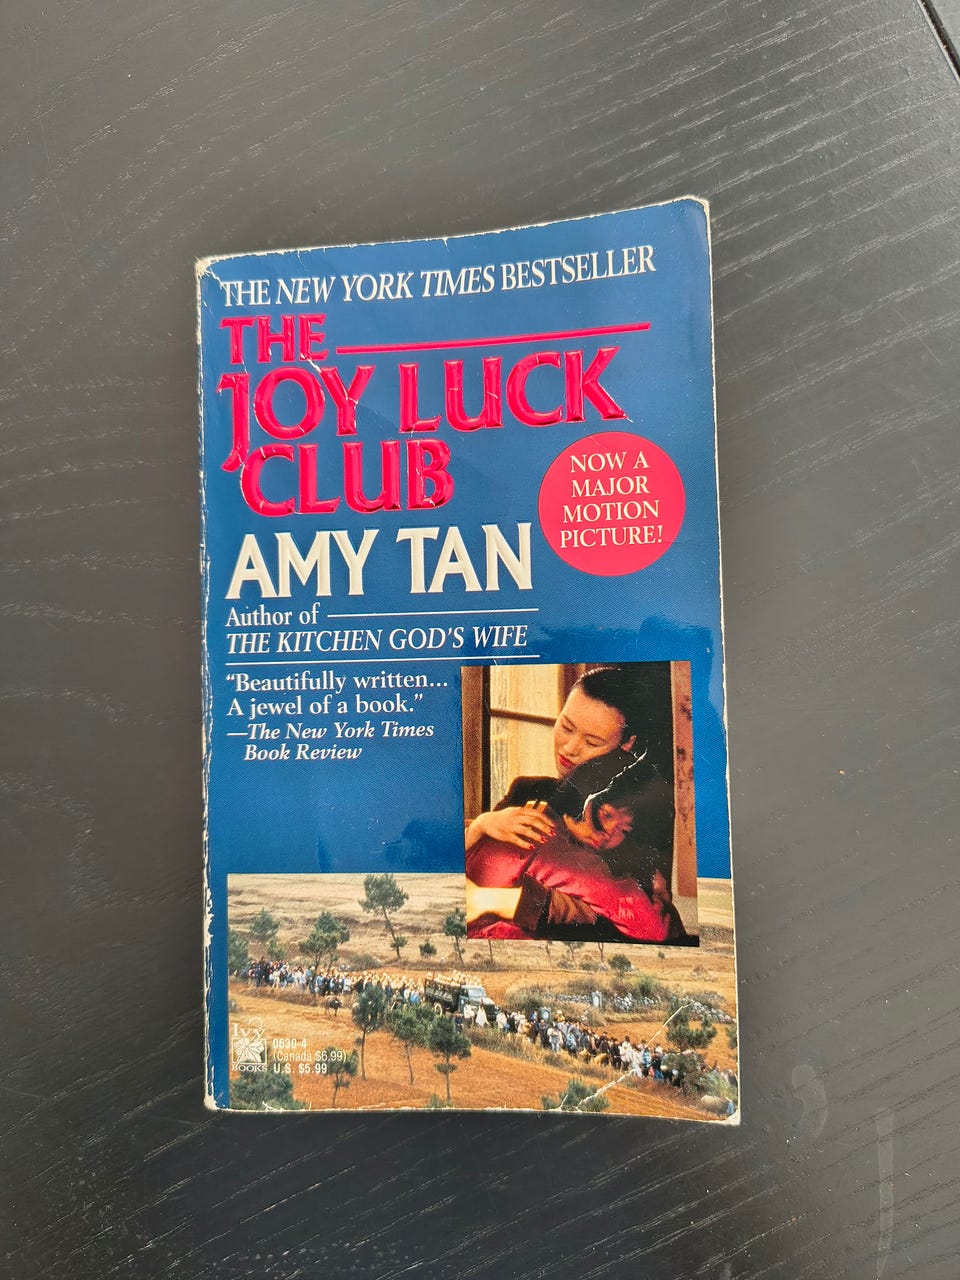 THE NEW YORK TIMES BESTSELLER
THE
JOY LUCK
CLUB
NOW A
MAJOR
MOTION
PICTURE!
AMY TAN
Author of
THE KITCHEN GOD'S WIFE
“Beautifully written...
A jewel of a book.”
—The New York Times
Book Review
Ivy
BOOKS
0630-4
(Canada $6.99)
U.S. $5.99